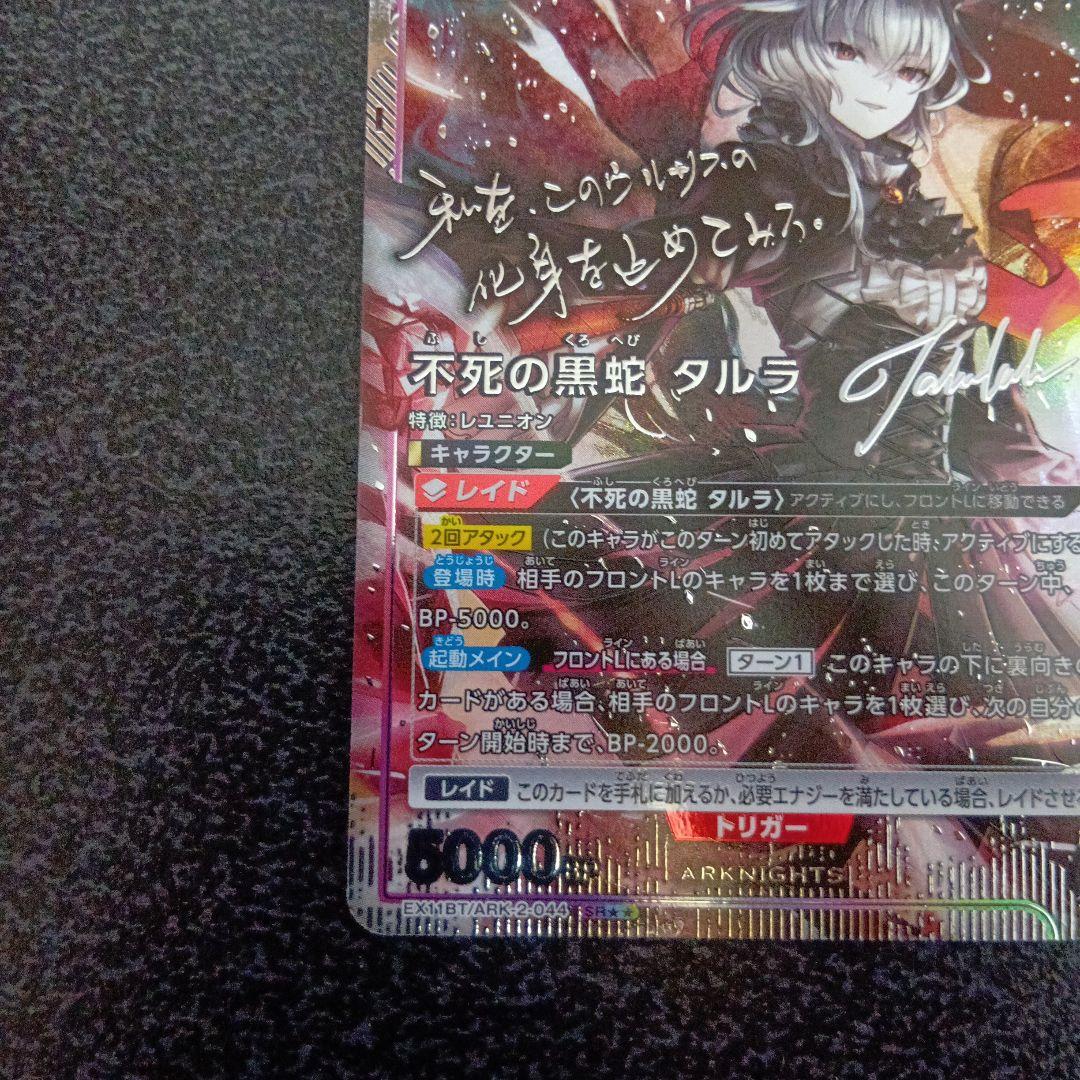 私を、このウルサスの
化身を止めてみろ。
ふし くろへび
不死の黒蛇 タルラ
Talulah
特徴:レユニオン
キャラクター
レイド 〈不死の黒蛇 タルラ〉アクティブにし、フロントLに移動できる
2回アタック (このキャラがこのターン初めてアタックした時、アクティブにする
登場時 相手のフロントLのキャラを1枚まで選び、このターン中、
BP-5000。
起動メイン フロントLにある場合 ターン1 このキャラの下に裏向きの
カードがある場合、相手のフロントLのキャラを1枚選び、次の自分の
ターン開始時まで、BP-2000。
レイド このカードを手札に加えるか、必要エナジーを満たしている場合、レイドさせ
トリガー
5000
ARKNIGHTS
EX11BT/ARK-2-044 SR★★